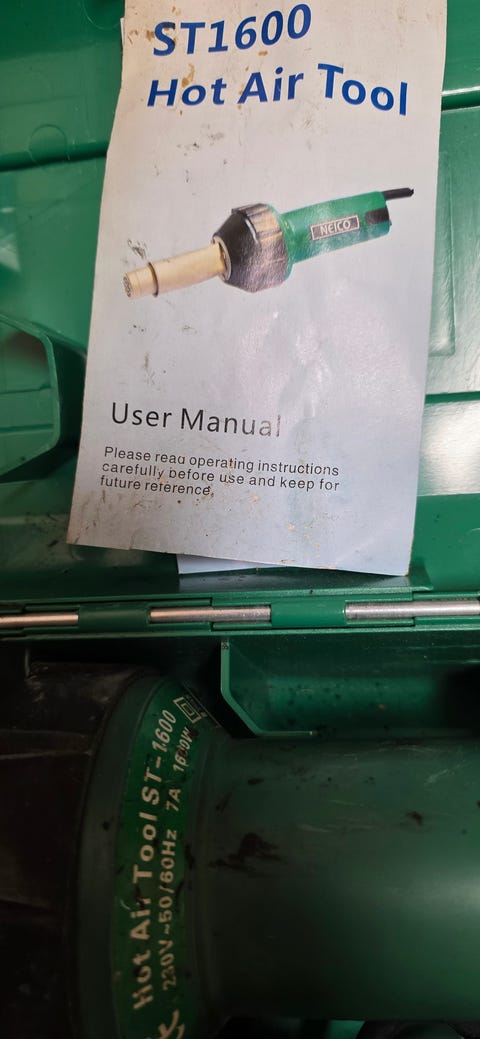 ST1600
Hot Air Tool
NEICO
User Manual
Please read operating instructions
carefully before use and keep for
future reference.
Hot Air Tool ST-1600
230V~50/60Hz 7A 1600W